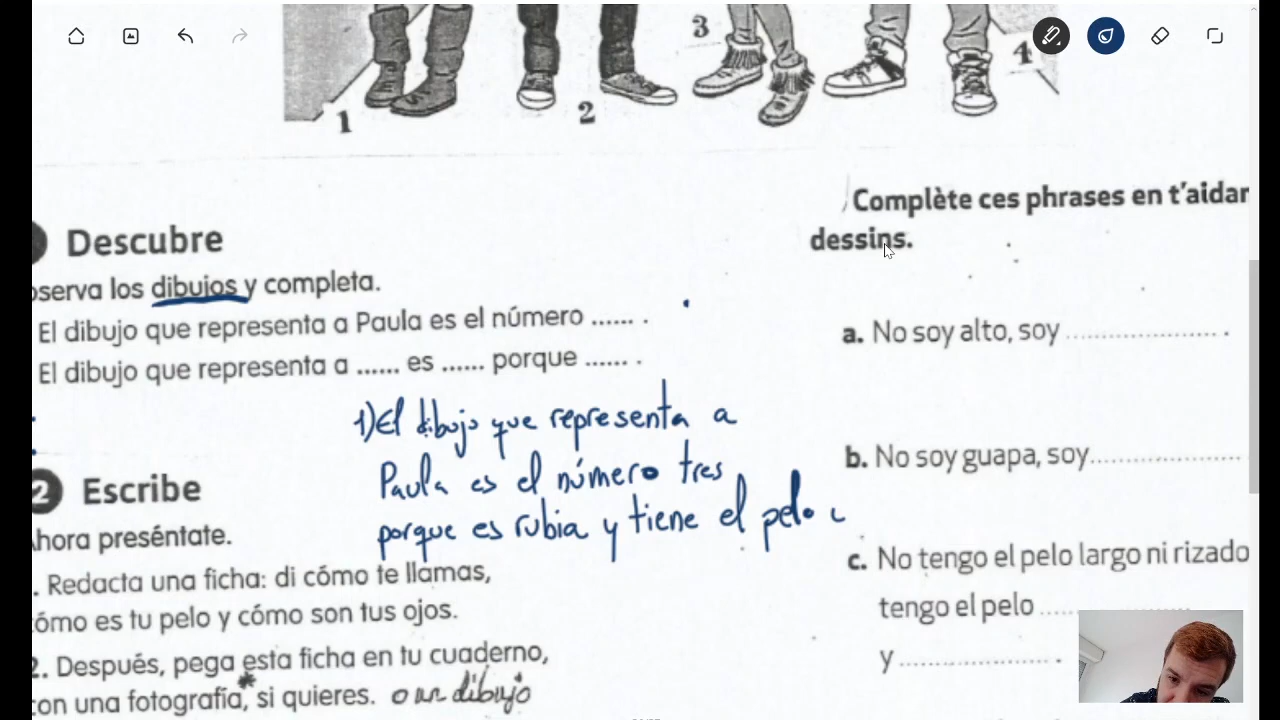 1
2
3
4
Descubre
los dibujos y completa.
El dibujo que representa a Paula es el número ...... .
El dibujo que representa a ...... es ...... porque ...... .
1) El dibujo que representa a
Paula es el número tres
porque es rubia y tiene el pelo
2 Escribe
preséntate.
. Redacta una ficha: di cómo te llamas,
cómo es tu pelo y cómo son tus ojos.
2. Después, pega esta ficha en tu cuaderno,
con una fotografía*, si quieres. o un dibujo
Complète ces phrases en
dessins.
a. No soy alto, soy ...................... .
b. No soy guapa, soy......................
c. No tengo el pelo largo ni rizado
tengo el pelo ......................
y ...................... .